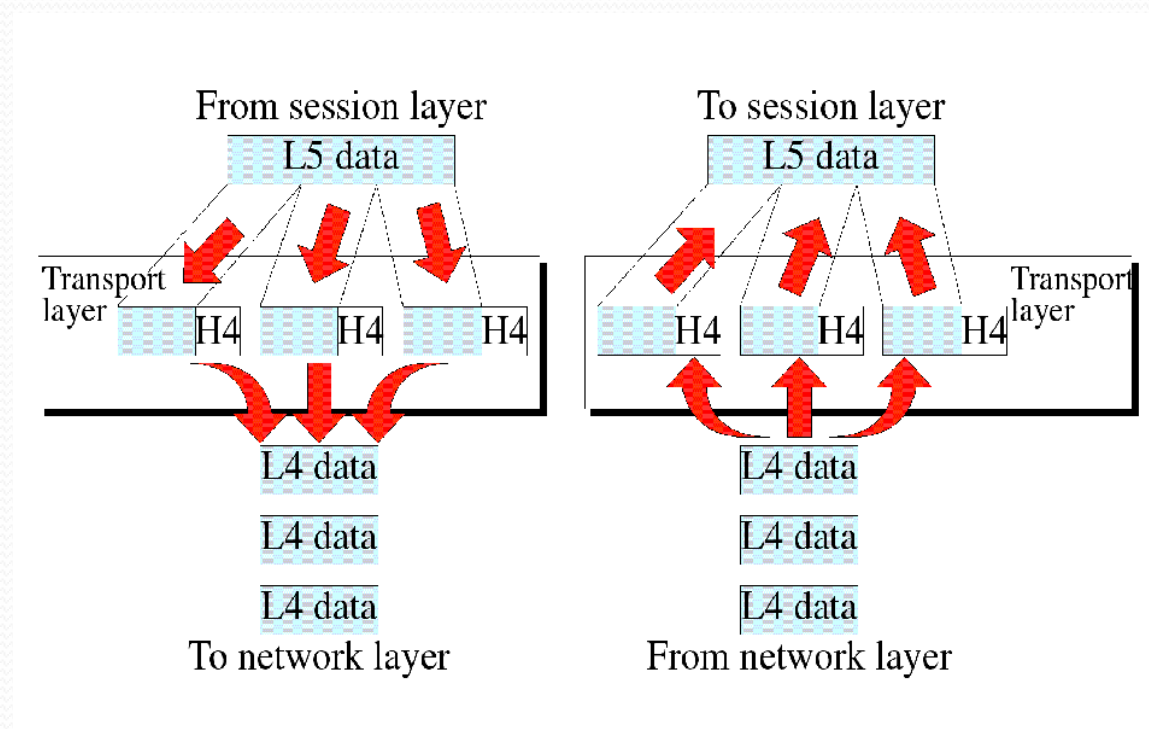 From session layer
L5 data
Transport
layer
H4
H4
H4
L4 data
L4 data
L4 data
To network layer
To session layer
L5 data
Transport
layer
H4
H4
H4
L4 data
L4 data
L4 data
From network layer